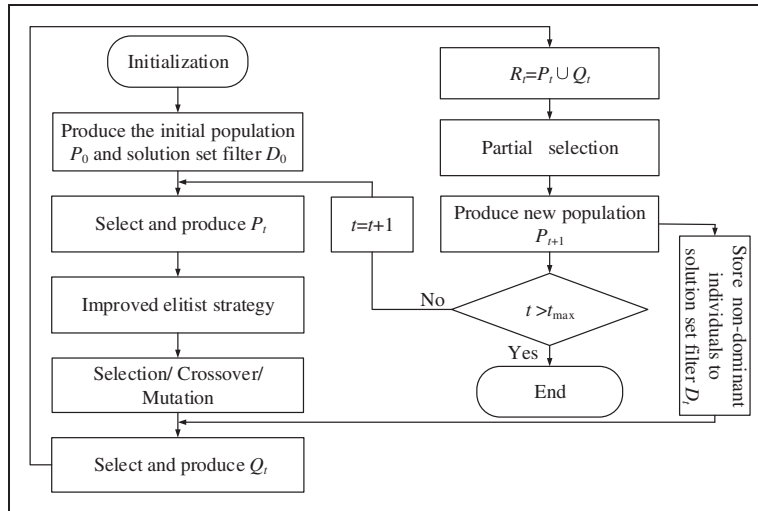 Initialization
Produce the initial population
P₀ and solution set filter D₀
Select and produce Pₜ
Improved elitist strategy
Selection/ Crossover/
Mutation
Select and produce Qₜ
t=t+1
Rₜ=Pₜ∪Qₜ
Partial selection
Produce new population
Pₜ₊₁
t >tₘₐₓ
No
Yes
End
Store non-dominant
individuals to
solution set filter Dₜ